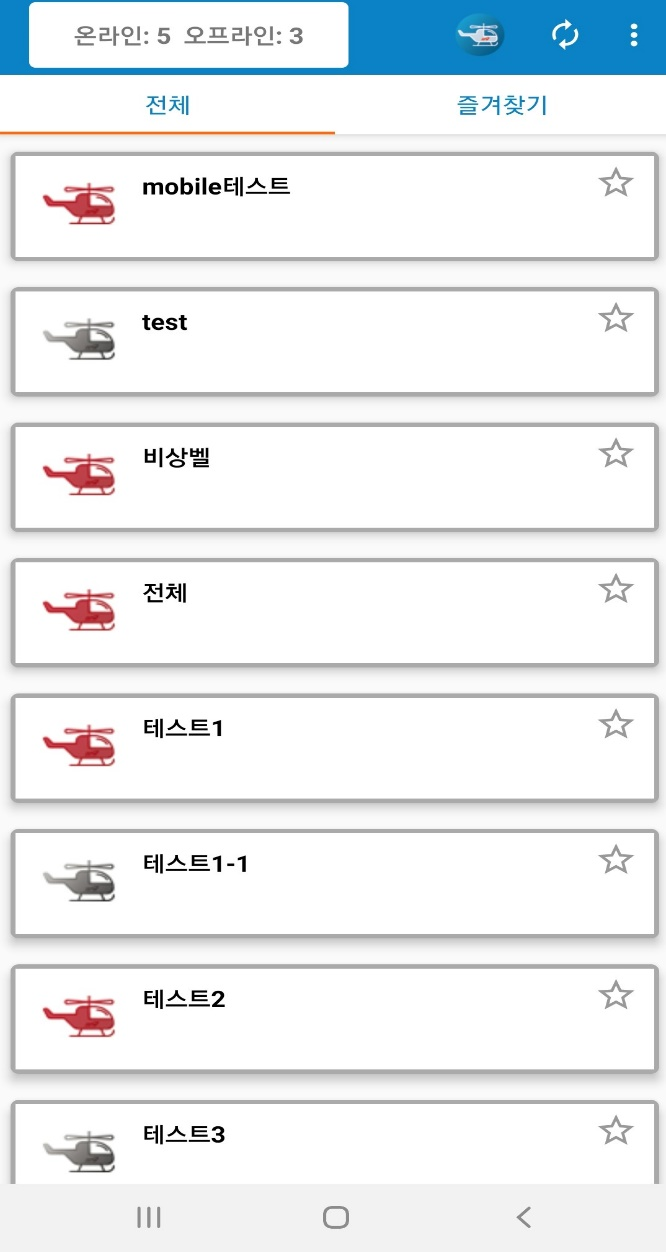 온라인: 5 오프라인: 3
전체 즐겨찾기
mobile테스트
test
비상벨
전체
테스트1
테스트1-1
테스트2
테스트3